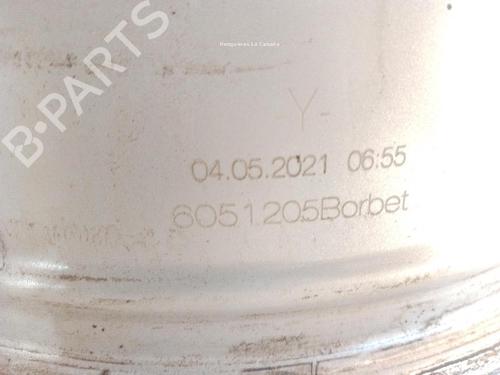 Desguaces La Cabaña
B-PARTS
-Y-
04.05.2021 06:55
6051205Borbet